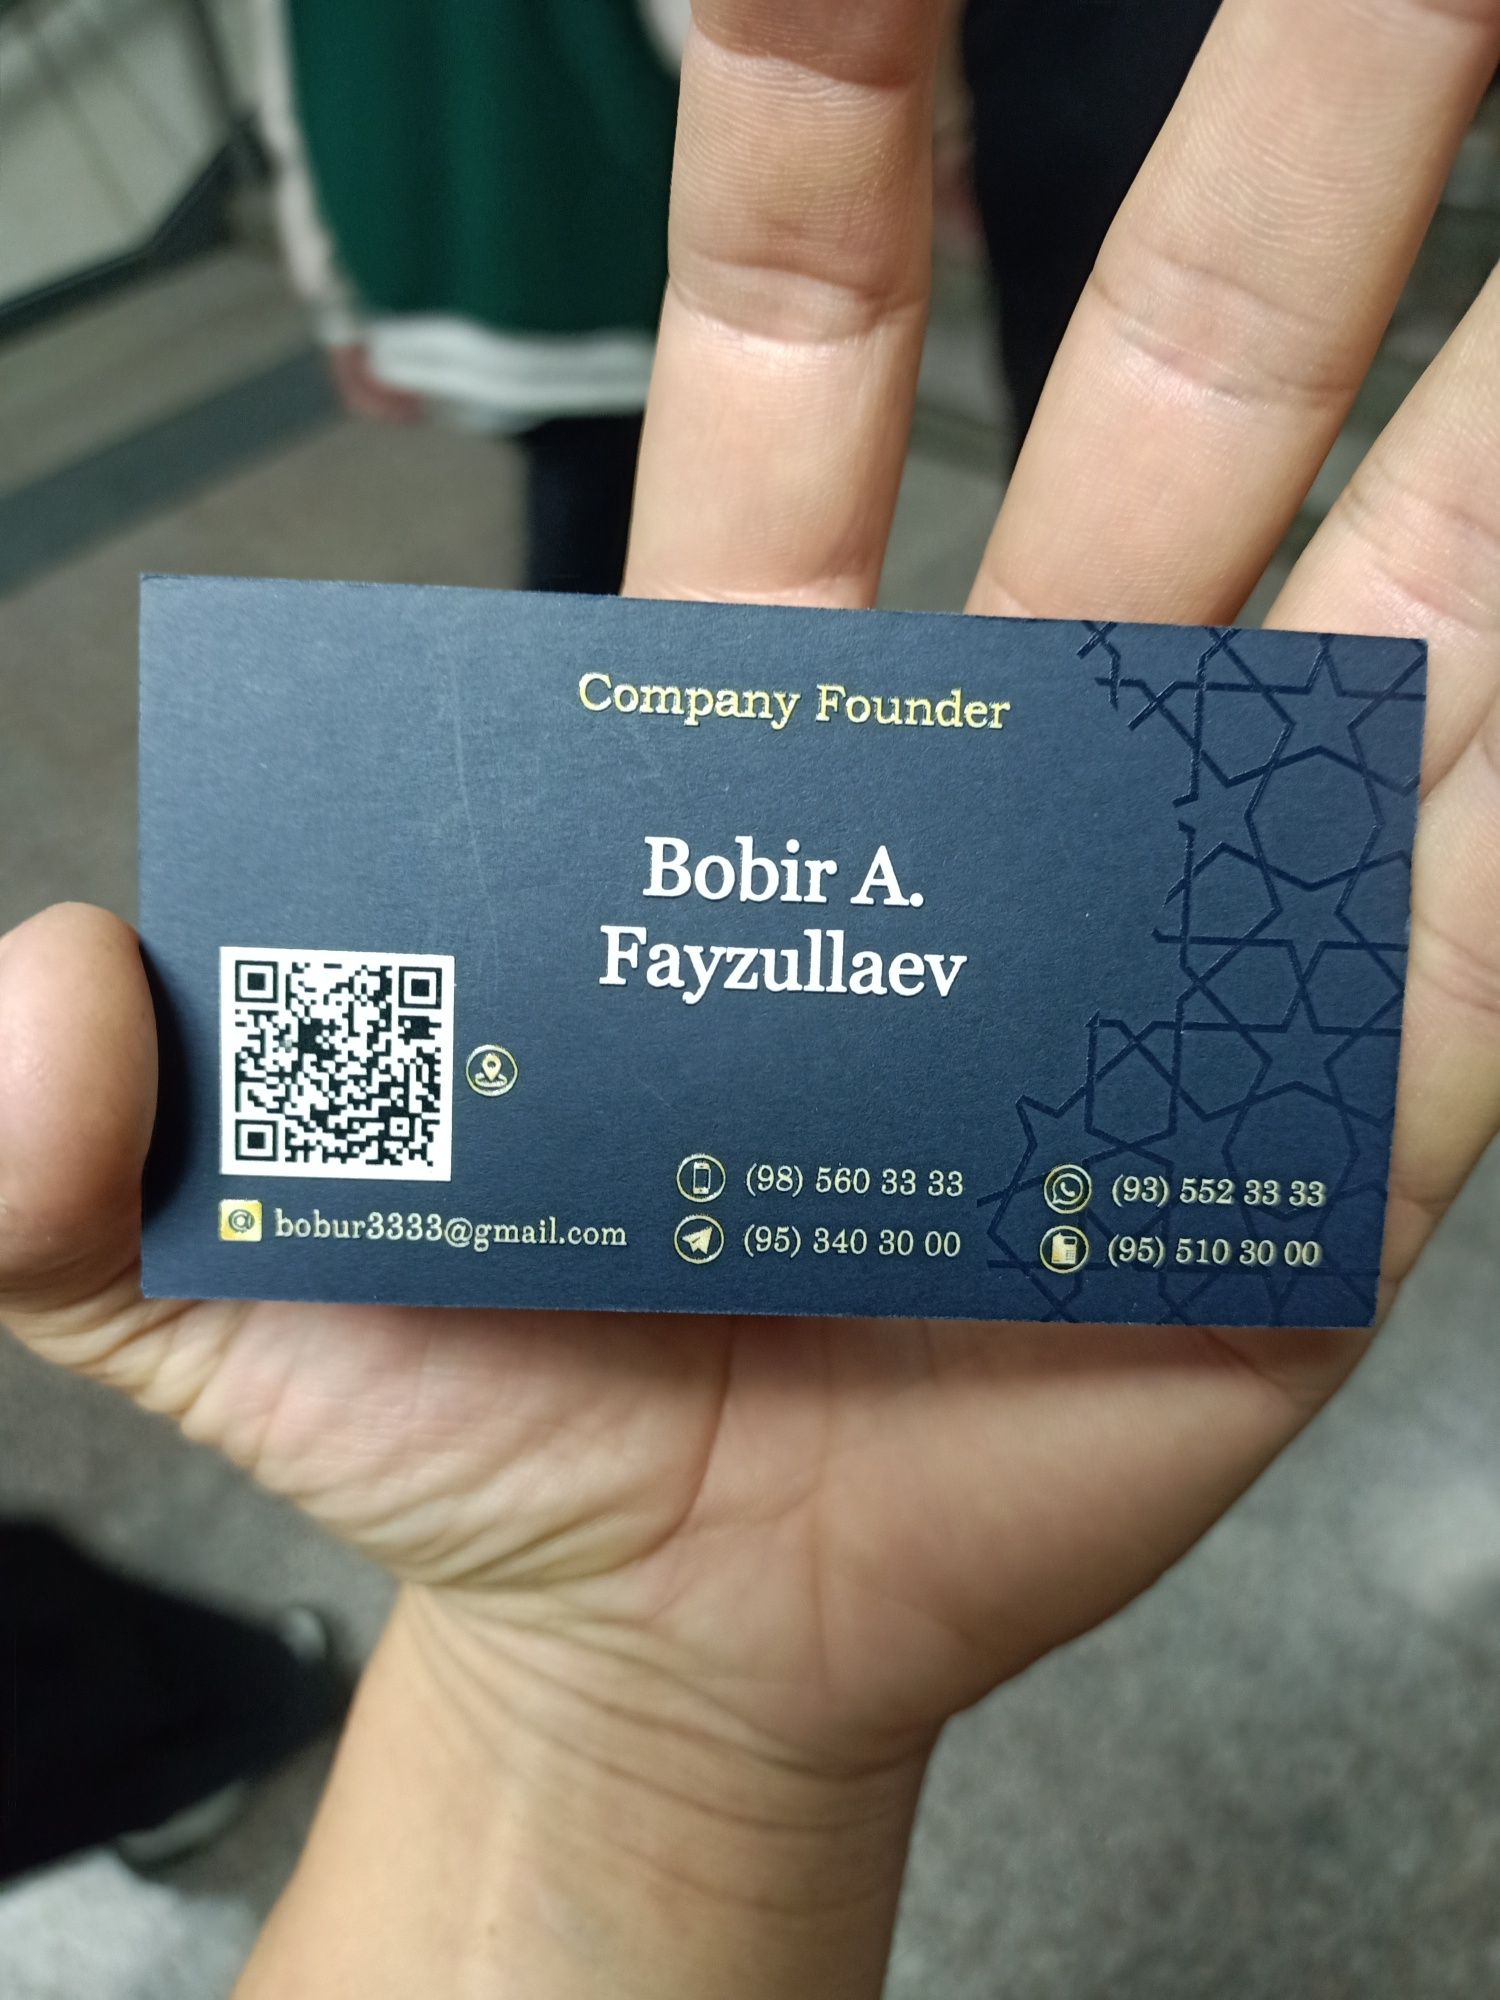 Company Founder
Bobir A.
Fayzullaev
bobur3333@gmail.com
(98) 560 33 33
(95) 340 30 00
(93) 552 33 33
(95) 510 30 00